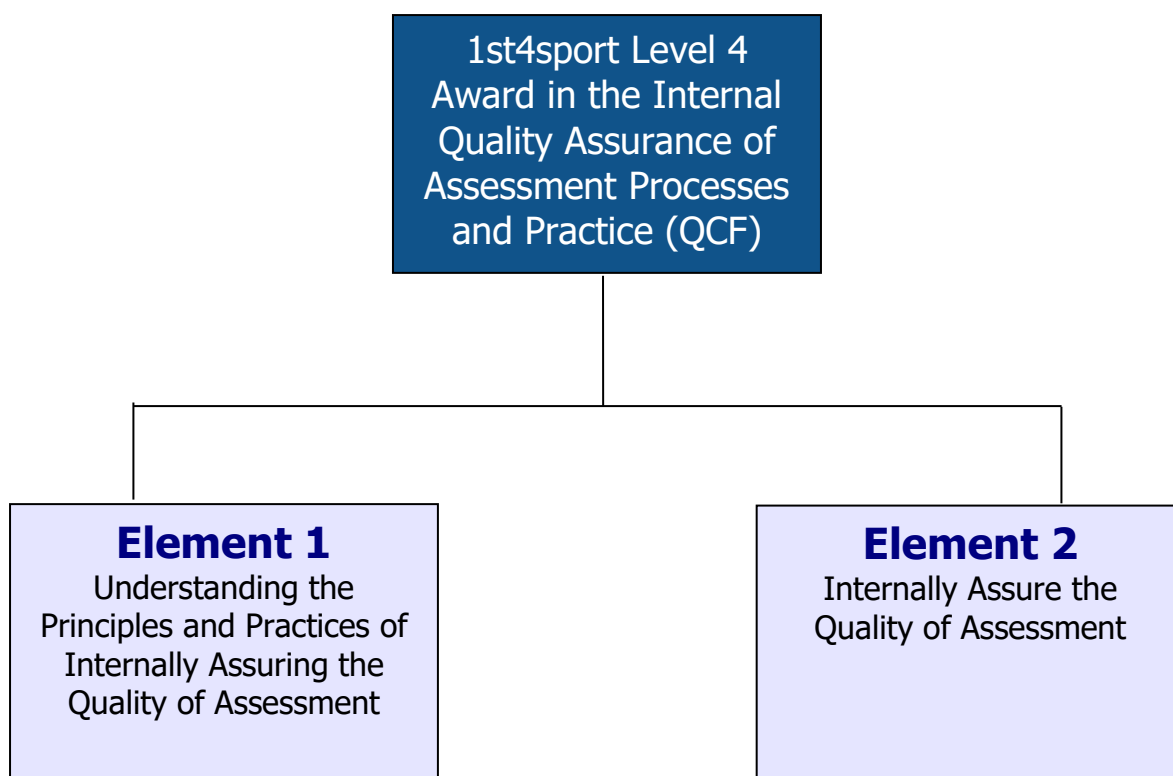 1st4sport Level 4
Award in the Internal
Quality Assurance of
Assessment Processes
and Practice (QCF)
Element 1
Understanding the
Principles and Practices of
Internally Assuring the
Quality of Assessment
Element 2
Internally Assure the
Quality of Assessment